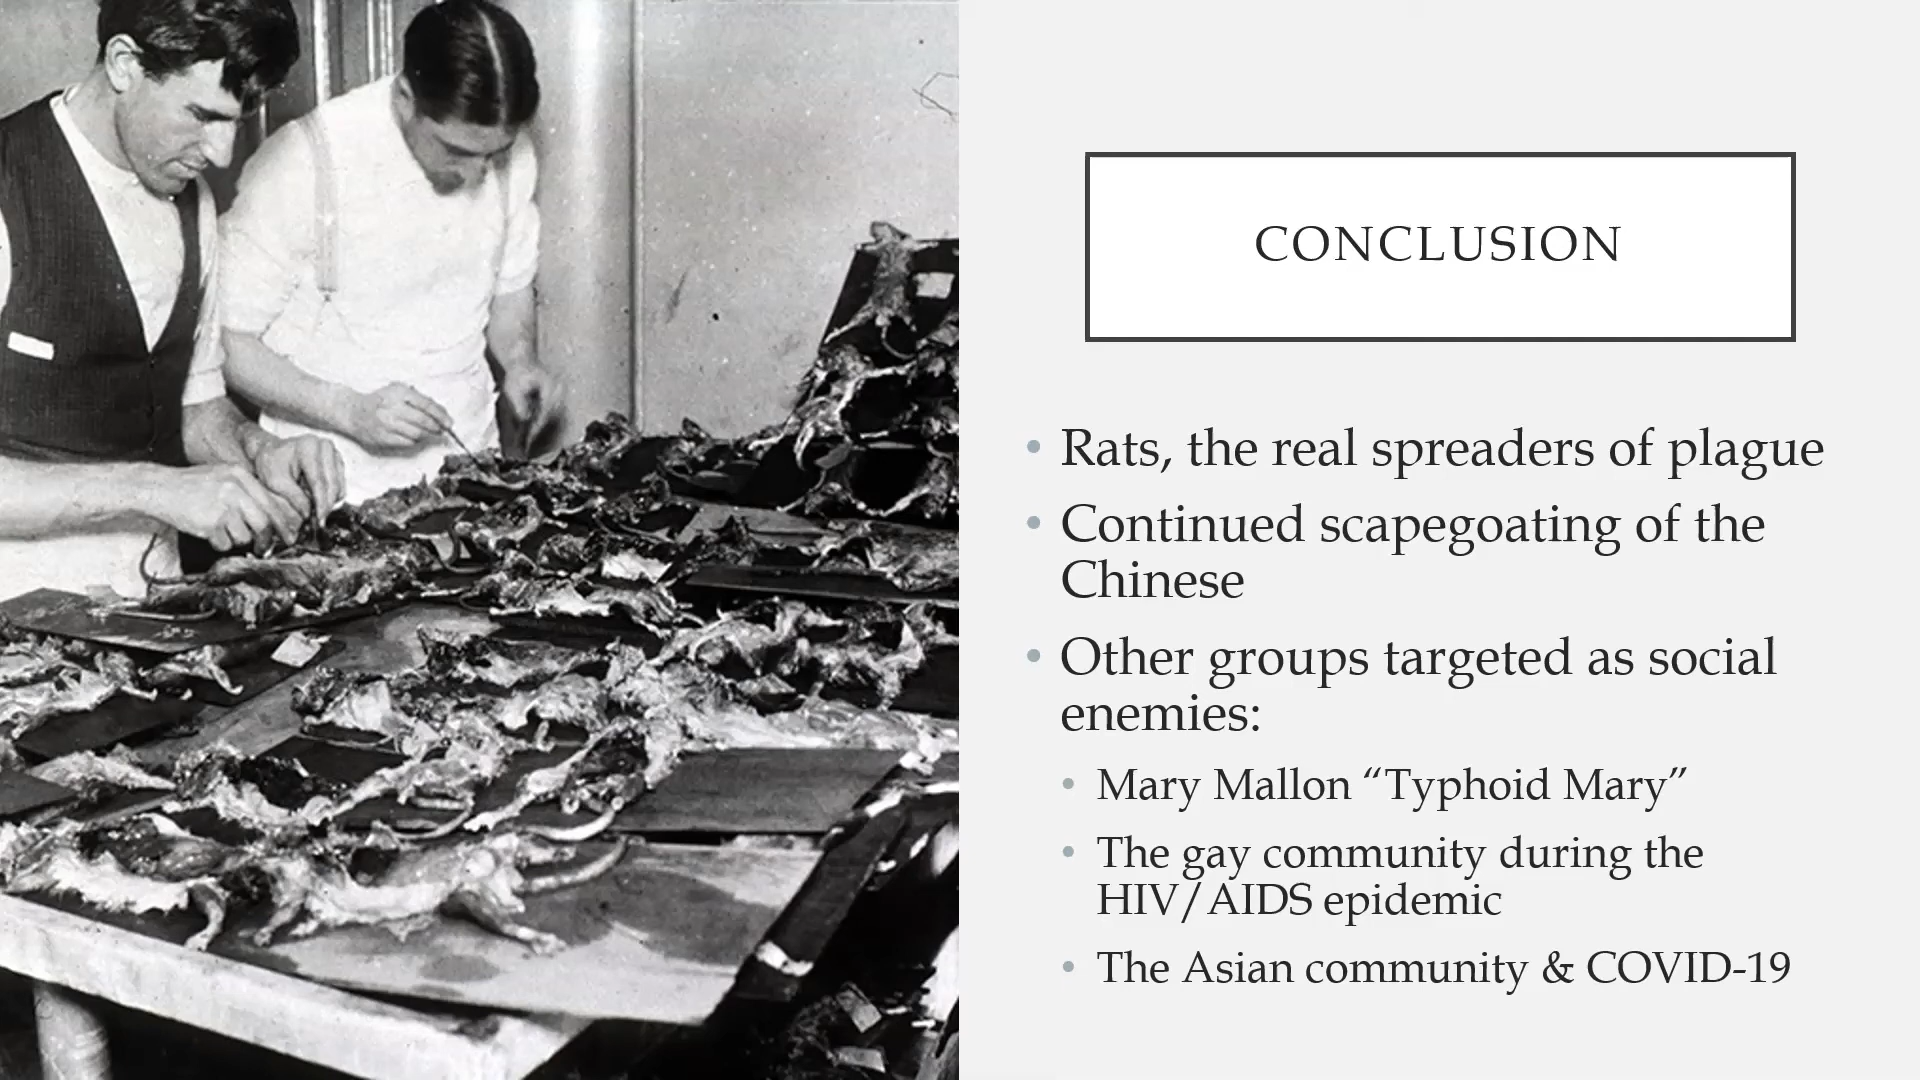 CONCLUSION
• Rats, the real spreaders of plague
• Continued scapegoating of the
Chinese
• Other groups targeted as social
enemies:
• Mary Mallon “Typhoid Mary”
• The gay community during the
HIV/AIDS epidemic
• The Asian community & COVID-19